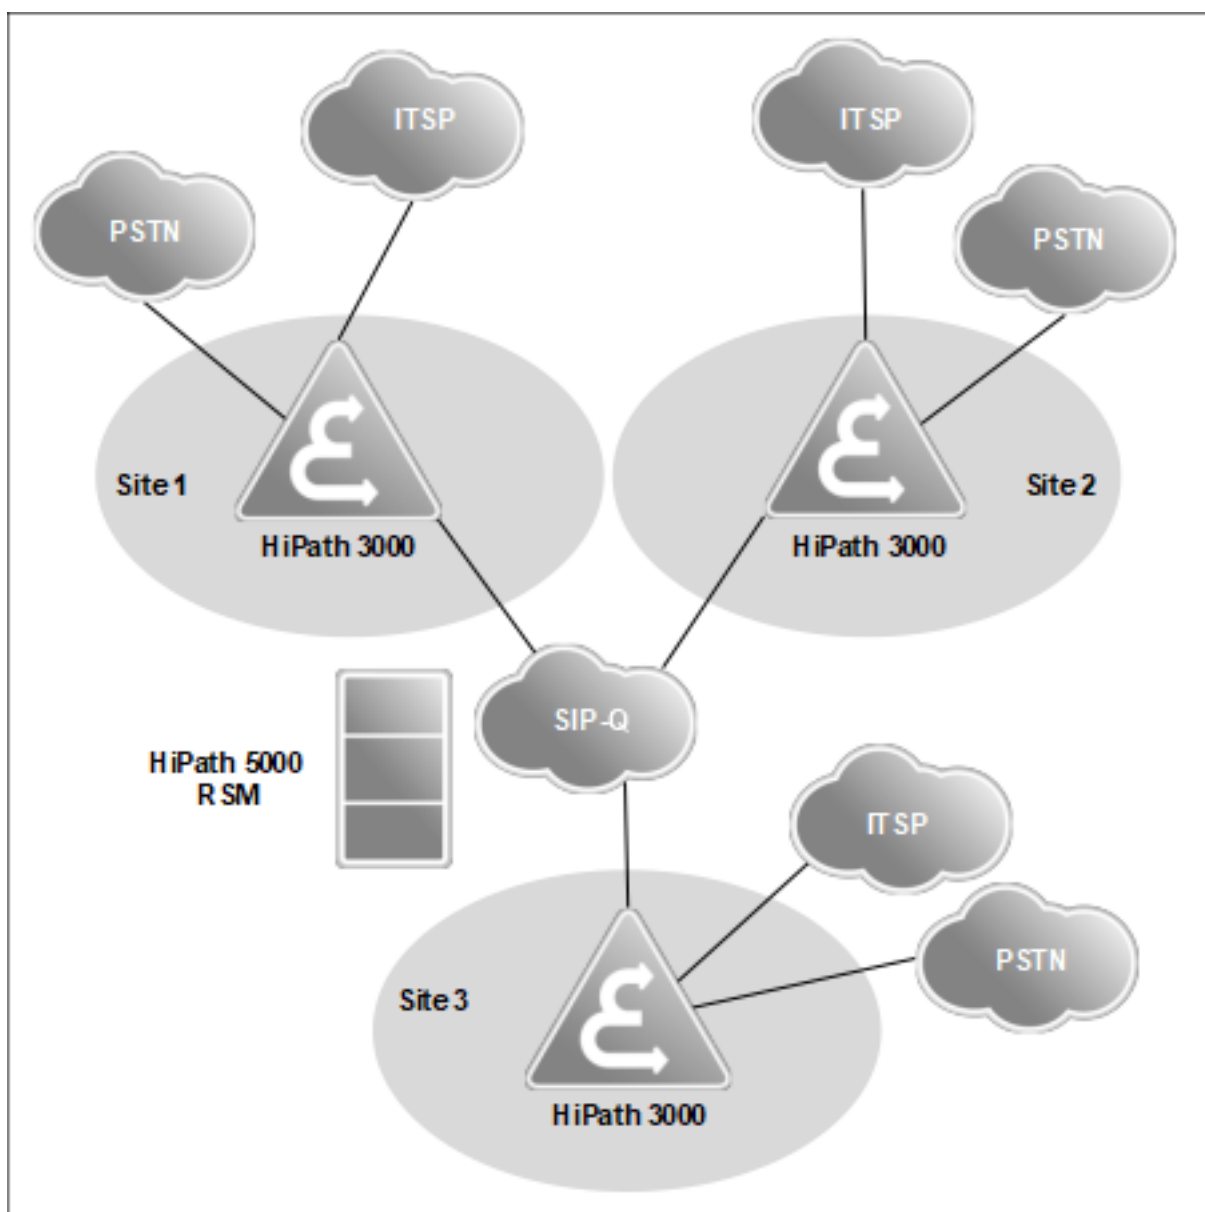 ITSP
ITSP
PSTN
PSTN
Site 1
Site 2
HiPath 3000
HiPath 3000
SIP-Q
HiPath 5000
RSM
ITSP
PSTN
Site 3
HiPath 3000